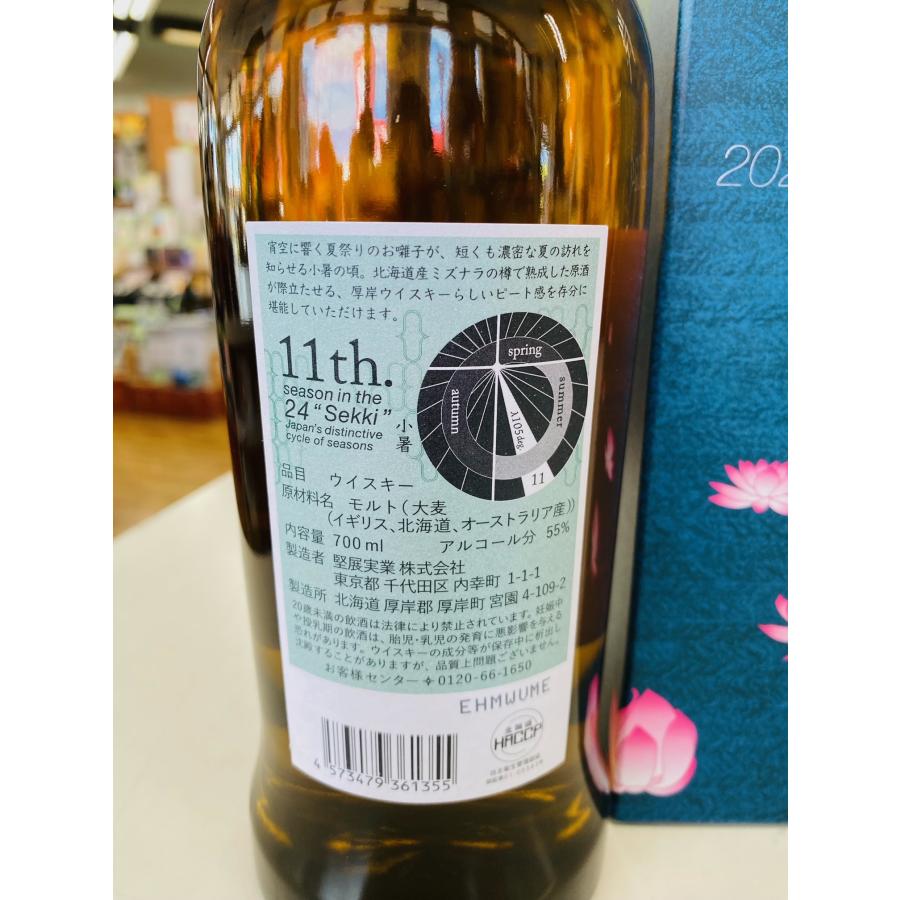 宵空に響く夏祭りのお囃子が、短くも濃密な夏の訪れを
知らせる小暑の頃。北海道産ミズナラの樽で熟成した原酒
が際立たせる、厚岸ウイスキーらしいピート感を存分に
堪能していただけます。
11th.
season in the
24 “Sekki”
Japan's distinctive
cycle of seasons
小暑
spring
summer
autumn
λ105deg.
11
品目 ウイスキー
原材料名 モルト(大麦
(イギリス、北海道、オーストラリア産))
内容量 700ml アルコール分 55%
製造者 堅展実業株式会社
東京都 千代田区 内幸町 1-1-1
製造所 北海道 厚岸郡 厚岸町 宮園 4-109-2
20歳未満の飲酒は法律により禁止されています。妊娠中
や授乳期の飲酒は、胎児・乳児の発育に悪影響を与える
恐れがあります。ウイスキーの成分等が保存中に析出し
沈殿することがありますが、品質上問題ございません。
お客様センター 0120-66-1650
EHMWUME
北海道
HACCP
4 573479 361355
202